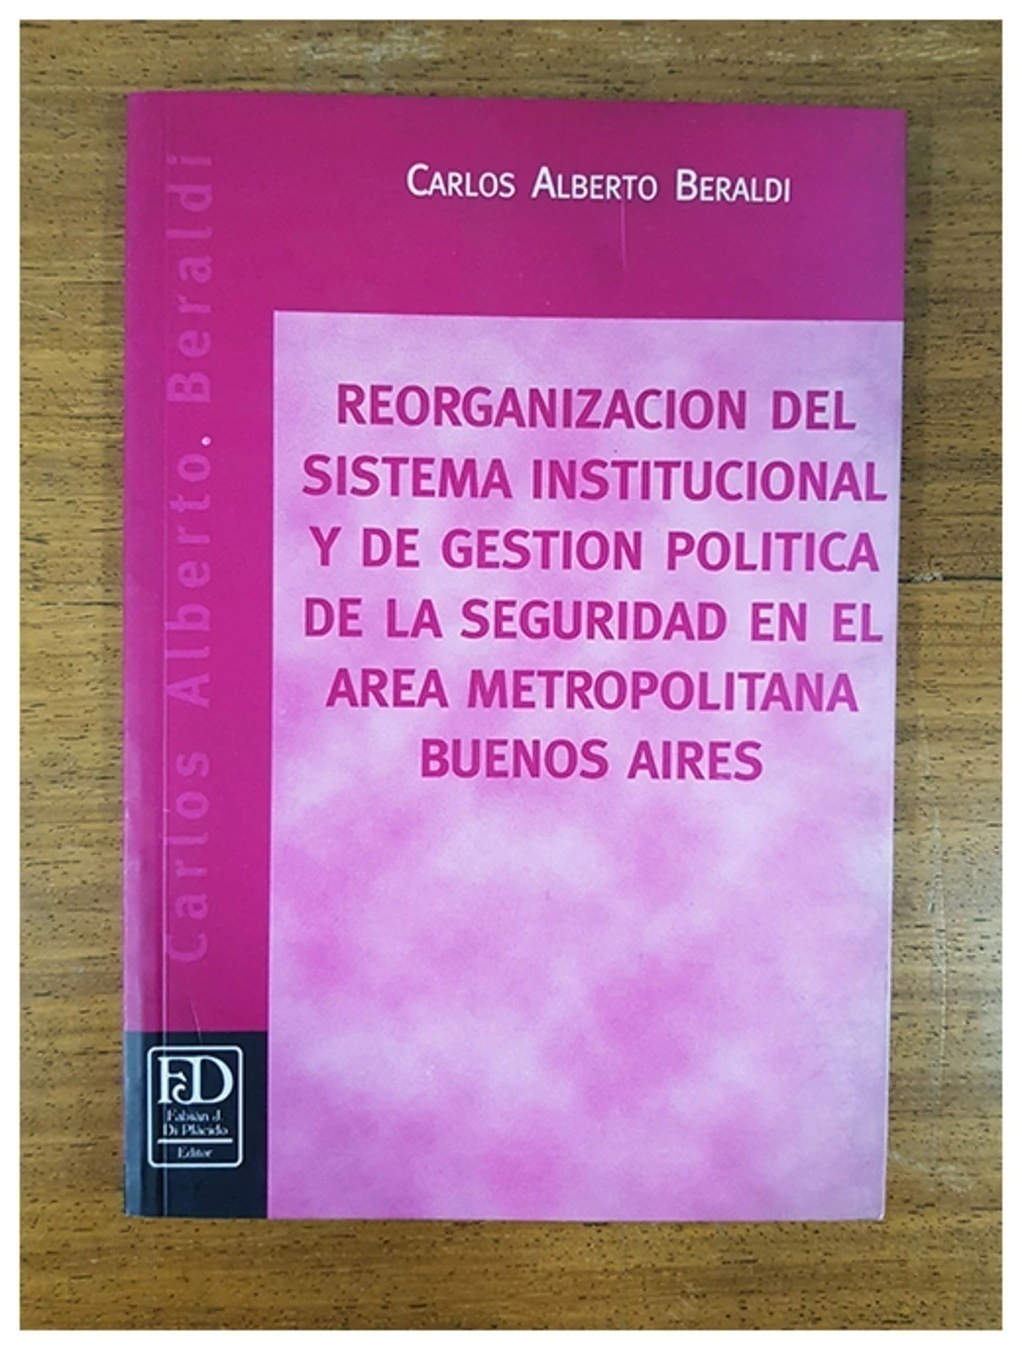 CARLOS ALBERTO BERALDI
REORGANIZACION DEL
SISTEMA INSTITUCIONAL
Y DE GESTION POLITICA
DE LA SEGURIDAD EN EL
AREA METROPOLITANA
BUENOS AIRES
Carlos Alberto. Beraldi
FJD
Fabián J.
Di Plácido
Editor